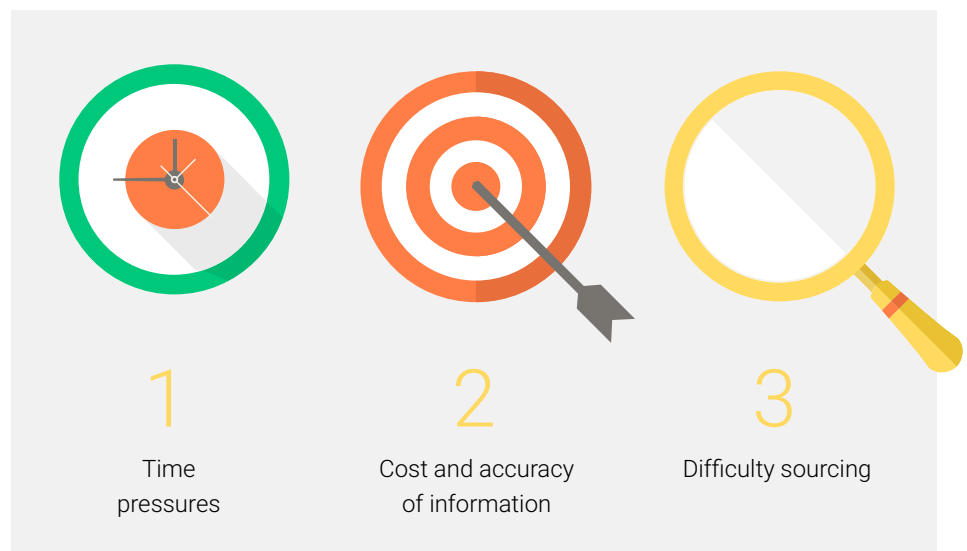 1
Time
pressures
2
Cost and accuracy
of information
3
Difficulty sourcing